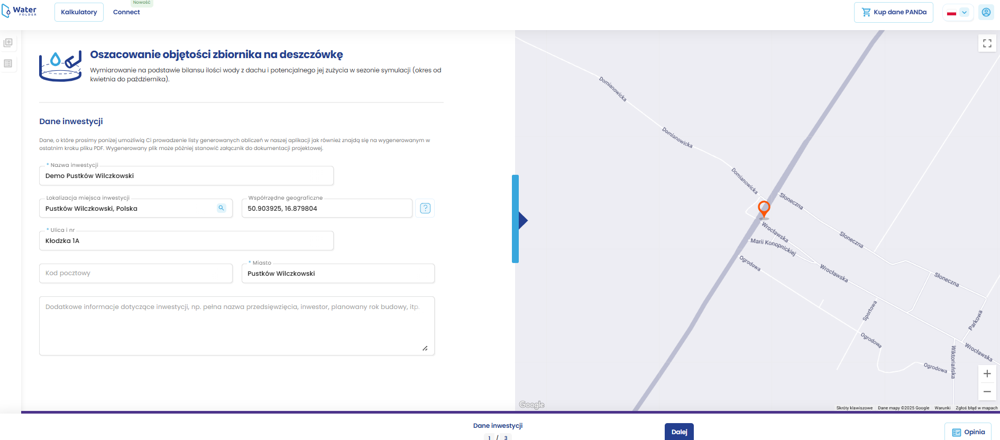 Water
FOLDER
Kalkulatory
Nowość
Connect
Kup dane PANDa
Oszacowanie objętości zbiornika na deszczówkę
Wymiarowanie na podstawie bilansu ilości wody z dachu i potencjalnego jej zużycia w sezonie symulacji (okres od
kwietnia do października).
Dane inwestycji
Dane, o które prosimy poniżej umożliwią Ci prowadzenie listy generowanych obliczeń w naszej aplikacji jak również znajdą się na wygenerowanym w
ostatnim kroku pliku PDF. Wygenerowany plik może później stanowić załącznik do dokumentacji projektowej.
* Nazwa inwestycji
Demo Pustków Wilczkowski
Lokalizacja miejsca inwestycji
Pustków Wilczkowski, Polska
Współrzędne geograficzne
50.903925, 16.879804
?
* Ulica i nr
Kłodzka 1A
Kod pocztowy
* Miasto
Pustków Wilczkowski
Dodatkowe informacje dotyczące inwestycji, np. pełna nazwa przedsięwzięcia, inwestor, planowany rok budowy, itp.
Domianowicka
Domianowicka
Domianowicka
Słoneczna
Wrocławska
Marii Konopnickiej
Słoneczna
Ogrodowa
Wrocławska
Słoneczna
Sportowa
Parkowa
Ogrodowa
Wrocławska
Wiktoriańska
Ogrodowa
+
−
Google
Skróty klawiszowe
Dane mapy ©2025 Google
Warunki
Zgłoś błąd w mapach
Dane inwestycji
1 / 3
Dalej
Opinia